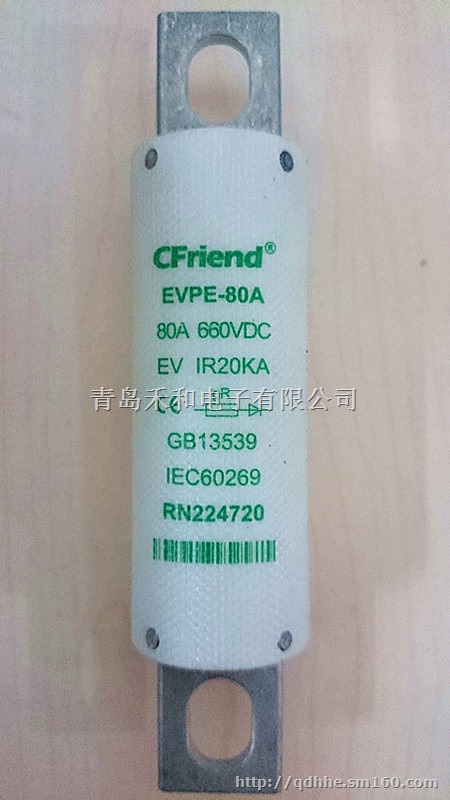 CFriend®
EVPE-80A
80A 660VDC
EV IR20KA
青岛禾和电子有限公司
CE R
GB13539
IEC60269
RN224720
http://qdhhe.sm160.com/